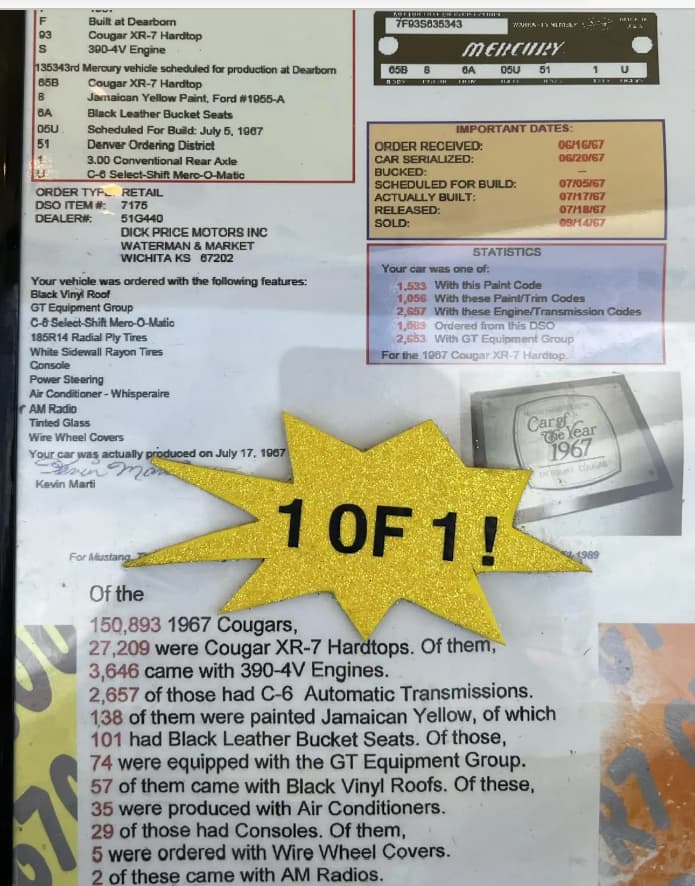 F Built at Dearborn
93 Cougar XR-7 Hardtop
S 390-4V Engine
135343rd Mercury vehicle scheduled for production at Dearborn
65B Cougar XR-7 Hardtop
8 Jamaican Yellow Paint, Ford #1955-A
6A Black Leather Bucket Seats
05U Scheduled For Build: July 5, 1967
51 Denver Ordering District
1 3.00 Conventional Rear Axle
U C-6 Select-Shift Merc-O-Matic
ORDER TYPE: RETAIL
DSO ITEM #: 7175
DEALER#: 51G440
DICK PRICE MOTORS INC
WATERMAN & MARKET
WICHITA KS 67202
Your vehicle was ordered with the following features:
Black Vinyl Roof
GT Equipment Group
C-6 Select-Shift Merc-O-Matic
185R14 Radial Ply Tires
White Sidewall Rayon Tires
Console
Power Steering
Air Conditioner - Whisperaire
AM Radio
Tinted Glass
Wire Wheel Covers
Your car was actually produced on July 17, 1967
Kevin Marti
7F93S635343
WARRANTY NUMBER
MADE IN U.S.A.
MERCURY
65B 8 6A 05U 51 1 U
IMPORTANT DATES:
ORDER RECEIVED: 06/16/67
CAR SERIALIZED: 06/20/67
BUCKED: --
SCHEDULED FOR BUILD: 07/05/67
ACTUALLY BUILT: 07/17/67
RELEASED: 07/18/67
SOLD: 09/14/67
STATISTICS
Your car was one of:
1,533 With this Paint Code
1,056 With these Paint/Trim Codes
2,657 With these Engine/Transmission Codes
Ordered from this DSO
2,653 With GT Equipment Group
For the 1967 Cougar XR-7 Hardtop.
Car of
The Year
1967
1 OF 1!
For Mustang,
1989
Of the
150,893 1967 Cougars,
27,209 were Cougar XR-7 Hardtops. Of them,
3,646 came with 390-4V Engines.
2,657 of those had C-6 Automatic Transmissions.
138 of them were painted Jamaican Yellow, of which
101 had Black Leather Bucket Seats. Of those,
74 were equipped with the GT Equipment Group.
57 of them came with Black Vinyl Roofs. Of these,
35 were produced with Air Conditioners.
29 of those had Consoles. Of them,
5 were ordered with Wire Wheel Covers.
2 of these came with AM Radios.